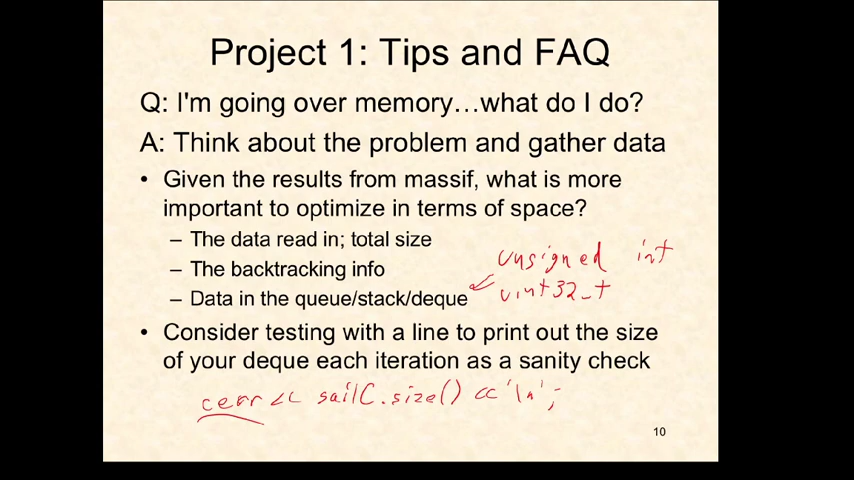 Project 1: Tips and FAQ
Q: I'm going over memory…what do I do?
A: Think about the problem and gather data
• Given the results from massif, what is more
important to optimize in terms of space?
– The data read in; total size
– The backtracking info
unsigned int
– Data in the queue/stack/deque
uint32_t
• Consider testing with a line to print out the size
of your deque each iteration as a sanity check
cerr << sailC.size() << '\n';
10